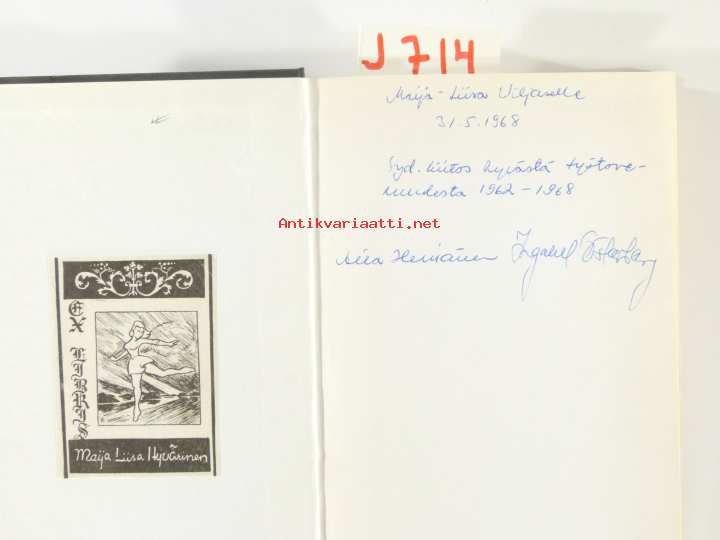 J 714
Maija-Liisa Viljaselle
31.5.1968
Syd. kiitos hyvästä työtove-
ruudesta 1962-1968
Antikvariaatti.net
EX LIBRIS
Maija Liisa Hyvärinen